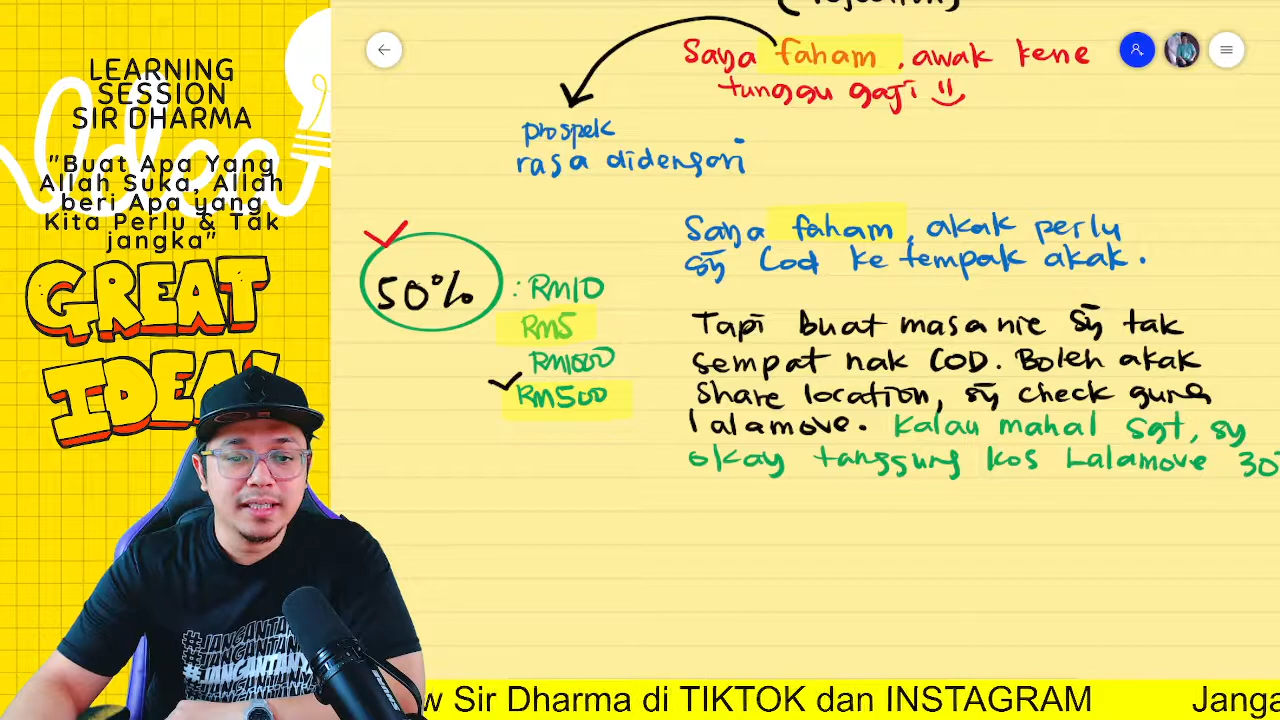 LEARNING
SESSION
SIR DHARMA
"Buat Apa Yang
Allah Suka, Allah
beri Apa yang
Kita Perlu & Tak
jangka"
GREAT
Saya faham, awak kene
tunggu gaji
prospek
rasa didengari
50% : RM10
RM5
RM1000
RM500
Saya faham, akak perlu
sy Cod ke tempak akak.
Tapi buat masa nie sy tak
sempat nak COD. Boleh akak
share location, sy check guna
lalamove. Kalau mahal sgt, sy
okay tanggung kos Lalamove
#JANGANTANY
w Sir Dharma di TIKTOK dan INSTAGRAM
Janga